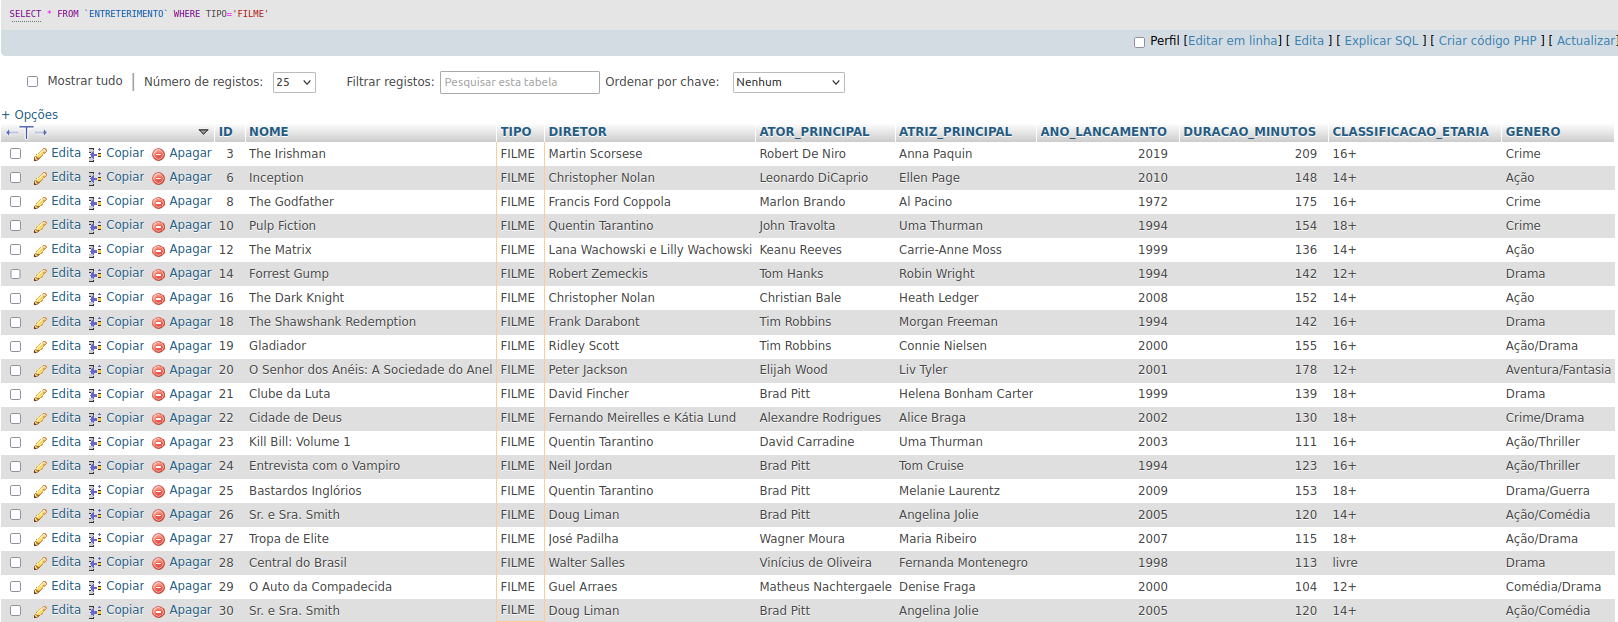 SELECT * FROM `ENTRETERIMENTO` WHERE TIPO='FILME'
Perfil [Editar em linha] [ Edita ] [ Explicar SQL ] [ Criar código PHP ] [ Actualizar]
Mostrar tudo | Número de registos: 25 Filtrar registos: Pesquisar esta tabela Ordenar por chave: Nenhum
+ Opções
←T→ ID NOME TIPO DIRETOR ATOR_PRINCIPAL ATRIZ_PRINCIPAL ANO_LANCAMENTO DURACAO_MINUTOS CLASSIFICACAO_ETARIA GENERO
Edita Copiar Apagar 3 The Irishman FILME Martin Scorsese Robert De Niro Anna Paquin 2019 209 16+ Crime
Edita Copiar Apagar 6 Inception FILME Christopher Nolan Leonardo DiCaprio Ellen Page 2010 148 14+ Ação
Edita Copiar Apagar 8 The Godfather FILME Francis Ford Coppola Marlon Brando Al Pacino 1972 175 16+ Crime
Edita Copiar Apagar 10 Pulp Fiction FILME Quentin Tarantino John Travolta Uma Thurman 1994 154 18+ Crime
Edita Copiar Apagar 12 The Matrix FILME Lana Wachowski e Lilly Wachowski Keanu Reeves Carrie-Anne Moss 1999 136 14+ Ação
Edita Copiar Apagar 14 Forrest Gump FILME Robert Zemeckis Tom Hanks Robin Wright 1994 142 12+ Drama
Edita Copiar Apagar 16 The Dark Knight FILME Christopher Nolan Christian Bale Heath Ledger 2008 152 14+ Ação
Edita Copiar Apagar 18 The Shawshank Redemption FILME Frank Darabont Tim Robbins Morgan Freeman 1994 142 16+ Drama
Edita Copiar Apagar 19 Gladiador FILME Ridley Scott Tim Robbins Connie Nielsen 2000 155 16+ Ação/Drama
Edita Copiar Apagar 20 O Senhor dos Anéis: A Sociedade do Anel FILME Peter Jackson Elijah Wood Liv Tyler 2001 178 12+ Aventura/Fantasia
Edita Copiar Apagar 21 Clube da Luta FILME David Fincher Brad Pitt Helena Bonham Carter 1999 139 18+ Drama
Edita Copiar Apagar 22 Cidade de Deus FILME Fernando Meirelles e Kátia Lund Alexandre Rodrigues Alice Braga 2002 130 18+ Crime/Drama
Edita Copiar Apagar 23 Kill Bill: Volume 1 FILME Quentin Tarantino David Carradine Uma Thurman 2003 111 16+ Ação/Thriller
Edita Copiar Apagar 24 Entrevista com o Vampiro FILME Neil Jordan Brad Pitt Tom Cruise 1994 123 16+ Ação/Thriller
Edita Copiar Apagar 25 Bastardos Inglórios FILME Quentin Tarantino Brad Pitt Melanie Laurentz 2009 153 18+ Drama/Guerra
Edita Copiar Apagar 26 Sr. e Sra. Smith FILME Doug Liman Brad Pitt Angelina Jolie 2005 120 14+ Ação/Comédia
Edita Copiar Apagar 27 Tropa de Elite FILME José Padilha Wagner Moura Maria Ribeiro 2007 115 18+ Ação/Drama
Edita Copiar Apagar 28 Central do Brasil FILME Walter Salles Vinícius de Oliveira Fernanda Montenegro 1998 113 livre Drama
Edita Copiar Apagar 29 O Auto da Compadecida FILME Guel Arraes Matheus Nachtergaele Denise Fraga 2000 104 12+ Comédia/Drama
Edita Copiar Apagar 30 Sr. e Sra. Smith FILME Doug Liman Brad Pitt Angelina Jolie 2005 120 14+ Ação/Comédia